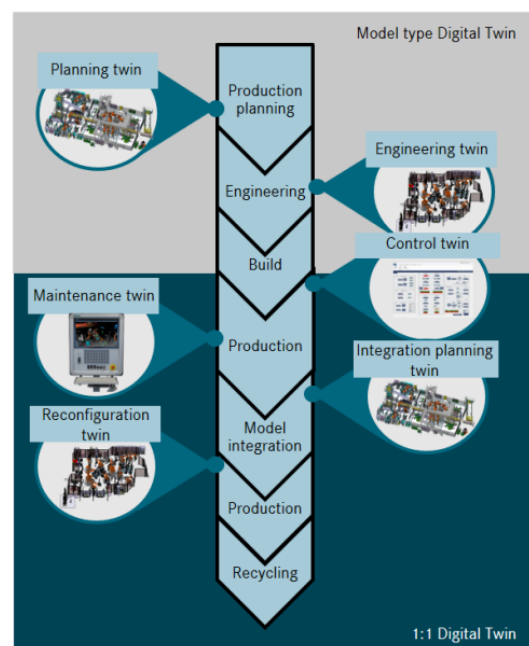 Model type Digital Twin
Planning twin
Production
planning
Engineering twin
Engineering
Control twin
Build
Maintenance twin
Production
Integration planning
twin
Reconfiguration
twin
Model
integration
Production
Recycling
1:1 Digital Twin